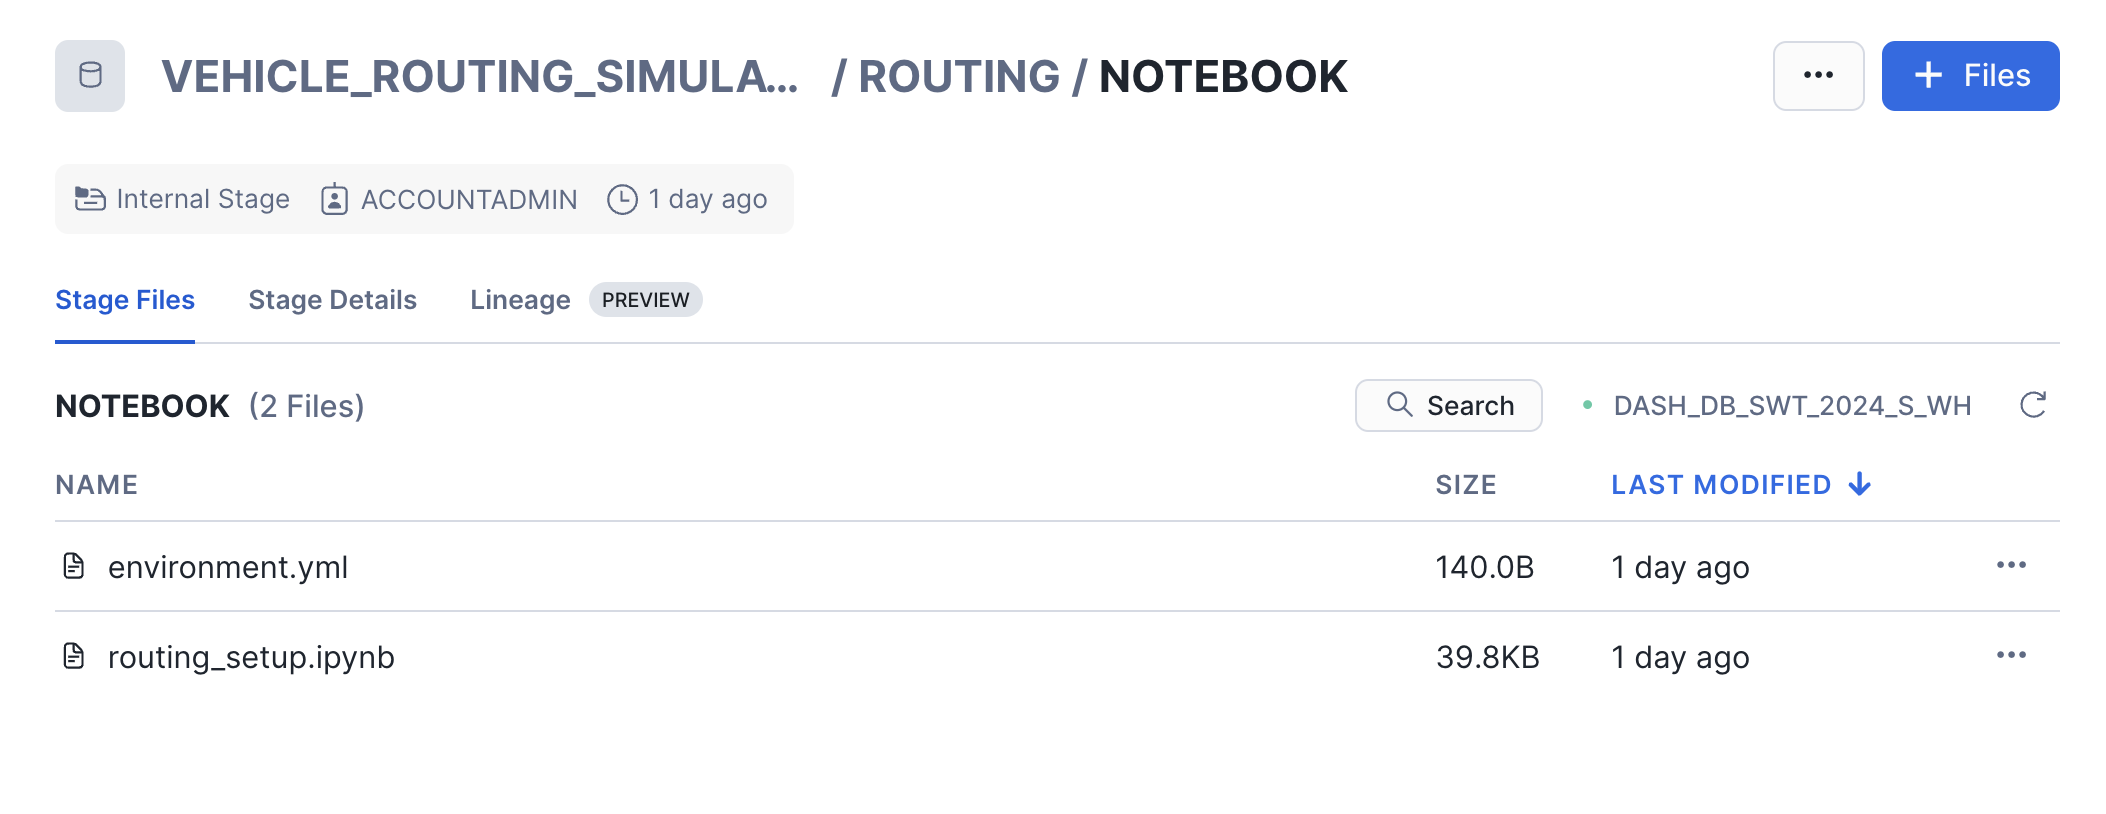 VEHICLE_ROUTING_SIMULA... / ROUTING / NOTEBOOK
... + Files
Internal Stage ACCOUNTADMIN 1 day ago
Stage Files Stage Details Lineage PREVIEW
NOTEBOOK (2 Files) Search DASH_DB_SWT_2024_S_WH
NAME SIZE LAST MODIFIED
environment.yml 140.0B 1 day ago
routing_setup.ipynb 39.8KB 1 day ago